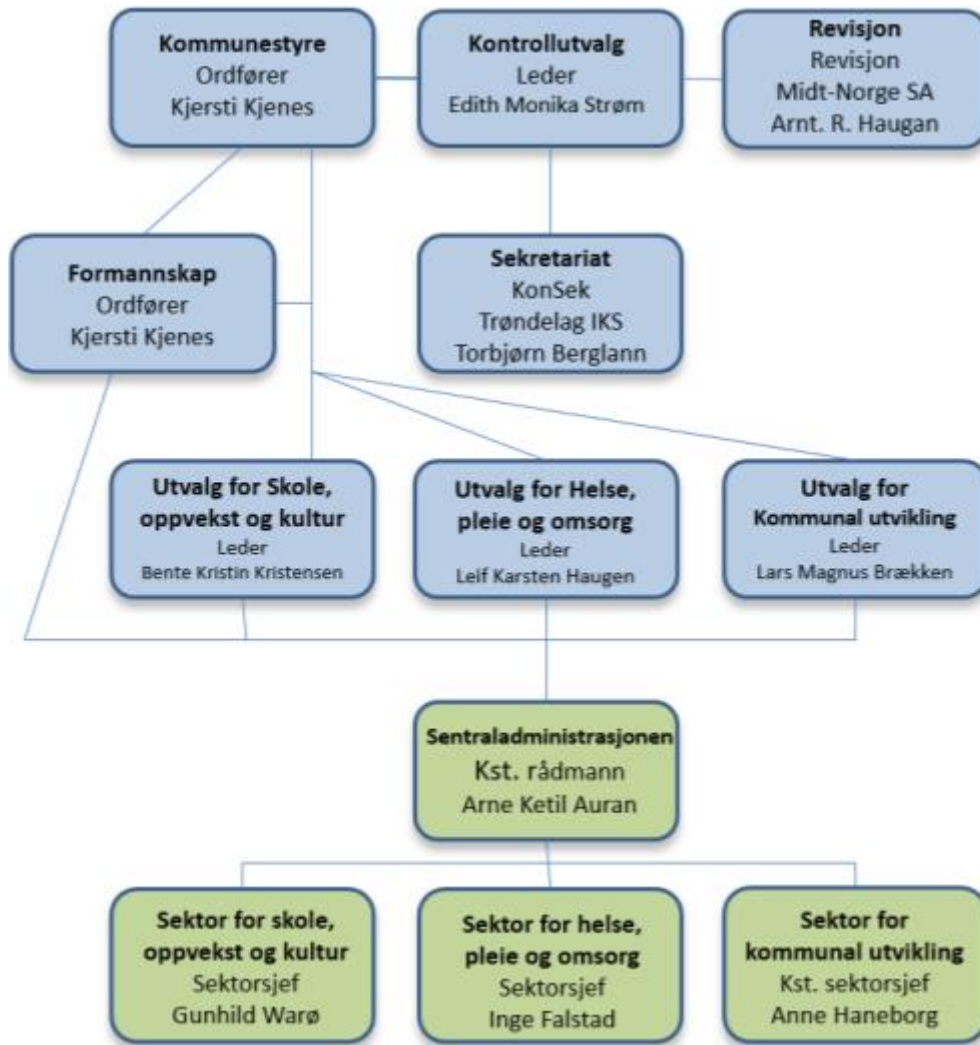 Kommunestyre
Ordfører
Kjersti Kjenes
Kontrollutvalg
Leder
Edith Monika Strøm
Revisjon
Revisjon
Midt-Norge SA
Arnt. R. Haugan
Formannskap
Ordfører
Kjersti Kjenes
Sekretariat
KonSek
Trøndelag IKS
Torbjørn Berglann
Utvalg for Skole,
oppvekst og kultur
Leder
Bente Kristin Kristensen
Utvalg for Helse,
pleie og omsorg
Leder
Leif Karsten Haugen
Utvalg for
Kommunal utvikling
Leder
Lars Magnus Brækken
Sentraladministrasjonen
Kst. rådmann
Arne Ketil Auran
Sektor for skole,
oppvekst og kultur
Sektorsjef
Gunhild Warø
Sektor for helse,
pleie og omsorg
Sektorsjef
Inge Falstad
Sektor for
kommunal utvikling
Kst. sektorsjef
Anne Haneborg